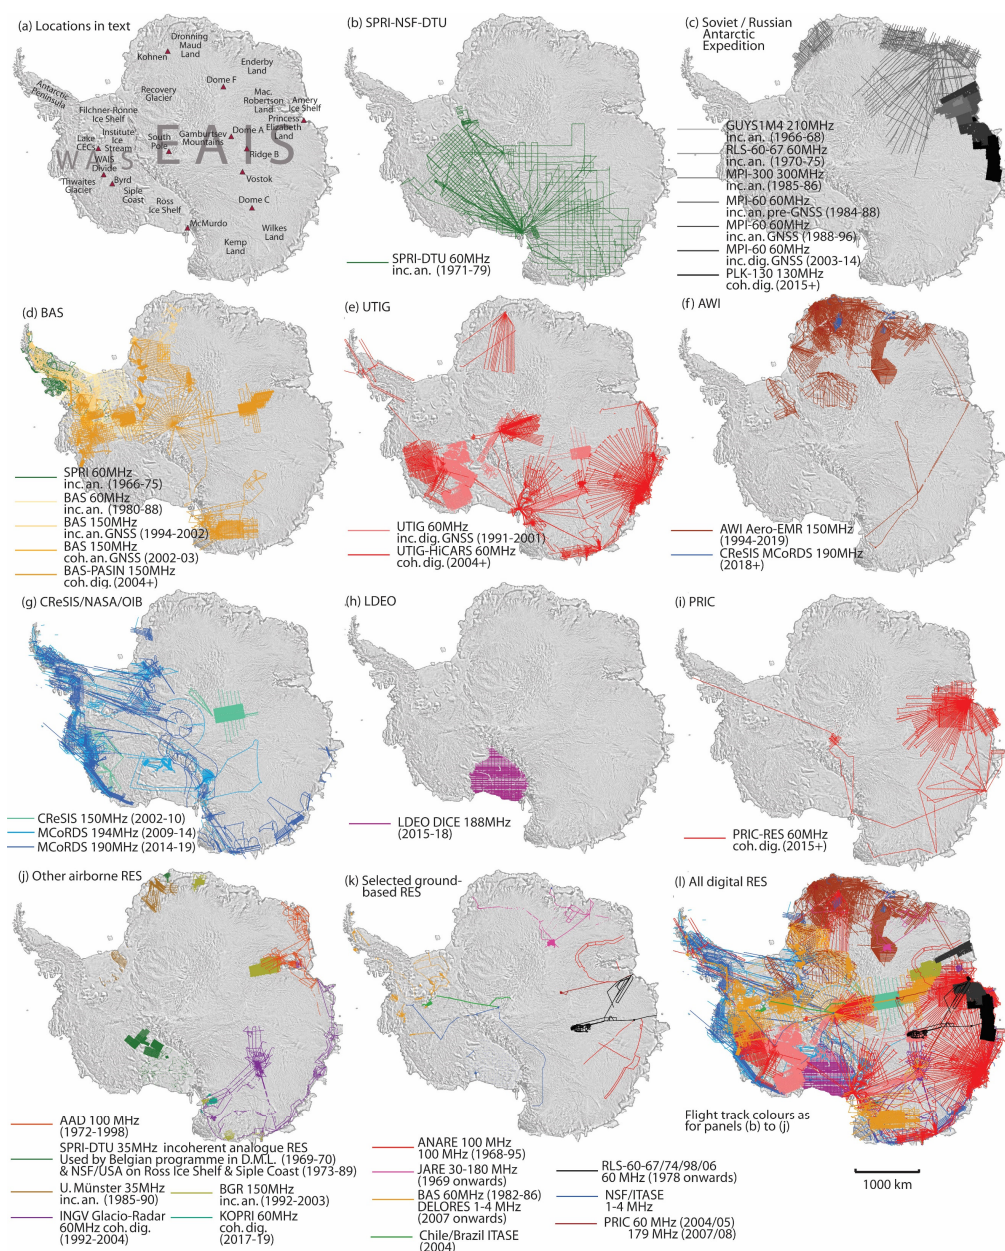 (a) Locations in text
Dronning
Maud
Land
Kohnen
Enderby
Land
Antarctic
Peninsula
Dome F
Recovery
Glacier
Mac.
Robertson
Land
Amery
Ice Shelf
Filchner-Ronne
Ice Shelf
Princess
Elizabeth
Land
Lake
CECs
Institute
Ice
Stream
South
Pole
Gamburtsev
Mountains
Dome A
EAIS
WAIS
Ridge B
WAIS
Divide
Thwaites
Glacier
Byrd
Siple
Coast
Vostok
Ross
Ice Shelf
Dome C
McMurdo
Wilkes
Land
Kemp
Land
(b) SPRI-NSF-DTU
SPRI-DTU 60MHz
inc. an. (1971-79)
(c) Soviet / Russian
Antarctic
Expedition
GUYS1M4 210MHz
inc. an. (1966-68)
RLS-60-67 60MHz
inc. an. (1970-75)
MPI-300 300MHz
inc. an. (1985-86)
MPI-60 60MHz
inc. an. pre-GNSS (1984-88)
MPI-60 60MHz
inc. an. GNSS (1988-96)
MPI-60 60MHz
inc. dig. GNSS (2003-14)
PLK-130 130MHz
coh. dig. (2015+)
(d) BAS
SPRI 60MHz
inc. an. (1966-75)
BAS 60MHz
inc. an. (1980-88)
BAS 150MHz
inc. an. GNSS (1994-2002)
BAS 150MHz
coh. an. GNSS (2002-03)
BAS-PASIN 150MHz
coh. dig. (2004+)
(e) UTIG
UTIG 60MHz
inc. dig. GNSS (1991-2001)
UTIG-HiCARS 60MHz
coh. dig. (2004+)
(f) AWI
AWI Aero-EMR 150MHz
(1994-2019)
CReSIS MCoRDS 190MHz
(2018+)
(g) CReSIS/NASA/OIB
CReSIS 150MHz (2002-10)
MCoRDS 194MHz (2009-14)
MCoRDS 190MHz (2014-19)
(h) LDEO
LDEO DICE 188MHz
(2015-18)
(i) PRIC
PRIC-RES 60MHz
coh. dig. (2015+)
(j) Other airborne RES
AAD 100 MHz
(1972-1998)
SPRI-DTU 35MHz incoherent analogue RES
Used by Belgian programme in D.M.L. (1969-70)
& NSF/USA on Ross Ice Shelf & Siple Coast (1973-89)
U. Münster 35MHz
inc. an. (1985-90)
BGR 150MHz
inc. an. (1992-2003)
INGV Glacio-Radar
60MHz coh. dig.
(1992-2004)
KOPRI 60MHz
coh. dig.
(2017-19)
(k) Selected ground-
based RES
ANARE 100 MHz
100 MHz (1968-95)
JARE 30-180 MHz
(1969 onwards)
BAS 60MHz (1982-86)
DELORES 1-4 MHz
(2007 onwards)
Chile/Brazil ITASE
(2004)
RLS-60-67/74/98/06
60 MHz (1978 onwards)
NSF/ITASE
1-4 MHz
PRIC 60 MHz (2004/05)
179 MHz (2007/08)
(l) All digital RES
Flight track colours as
for panels (b) to (j)
1000 km